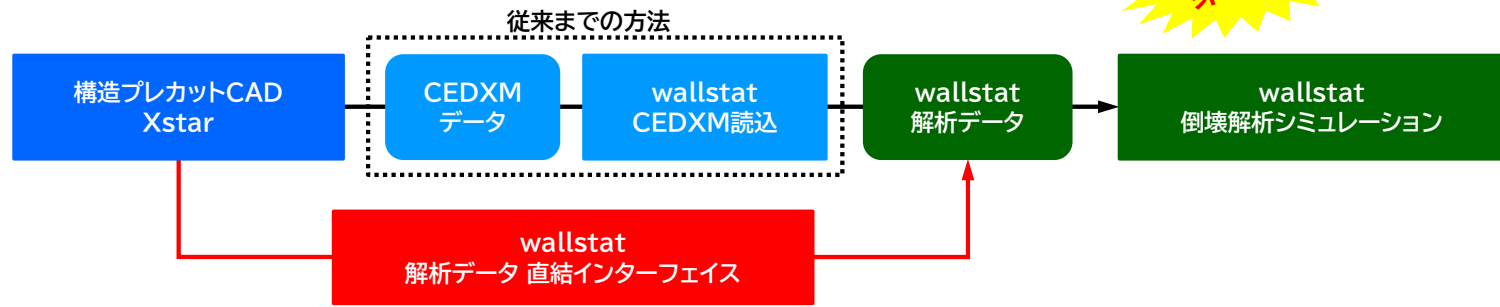 従来までの方法
構造プレカットCAD
Xstar
CEDXM
データ
wallstat
CEDXM読込
wallstat
解析データ
wallstat
倒壊解析シミュレーション
wallstat
解析データ 直結インターフェイス